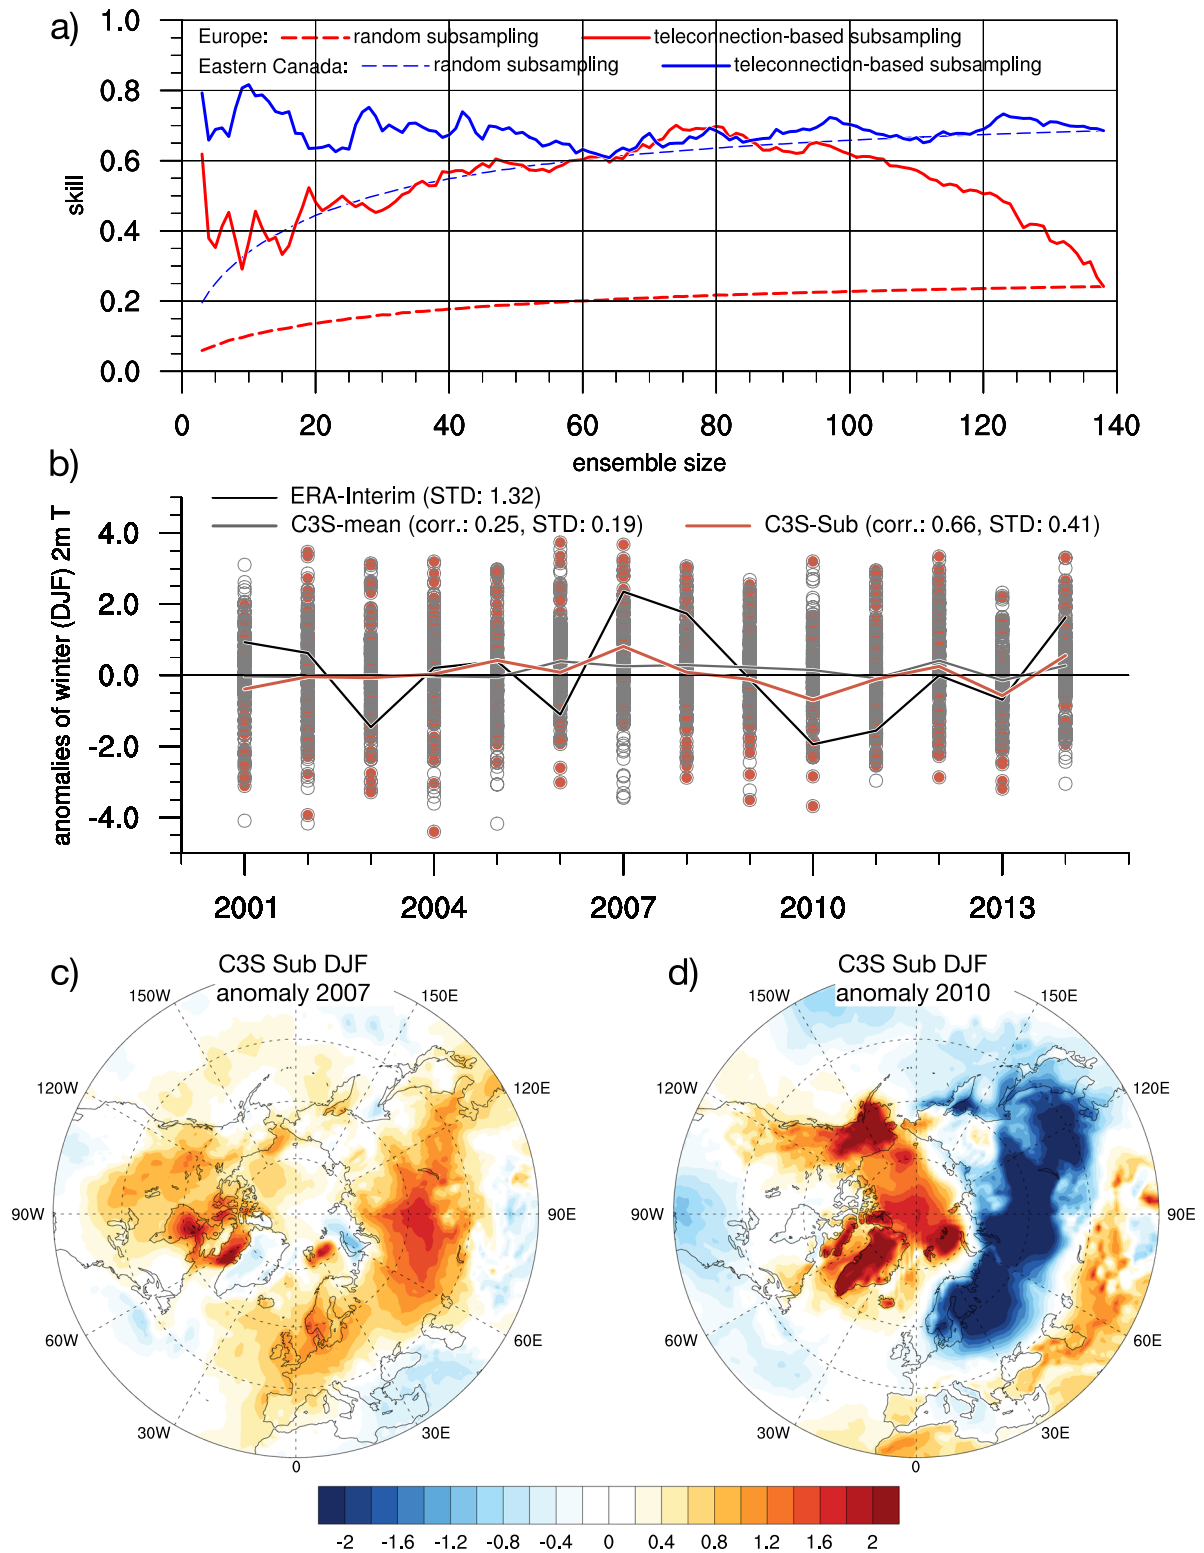 a)
1.0
0.8
0.6
0.4
0.2
0.0
skill
Europe: random subsampling teleconnection-based subsampling
Eastern Canada: random subsampling teleconnection-based subsampling
0 20 40 60 80 100 120 140
ensemble size
b)
ERA-Interim (STD: 1.32)
C3S-mean (corr.: 0.25, STD: 0.19) C3S-Sub (corr.: 0.66, STD: 0.41)
4.0
2.0
0.0
-2.0
-4.0
anomalies of winter (DJF) 2m T
2001 2004 2007 2010 2013
c)
C3S Sub DJF
anomaly 2007
150W 150E
120W 120E
90W 90E
60W 60E
30W 30E
0
d)
C3S Sub DJF
anomaly 2010
150W 150E
120W 120E
90W 90E
60W 60E
30W 30E
0
-2 -1.6 -1.2 -0.8 -0.4 0 0.4 0.8 1.2 1.6 2